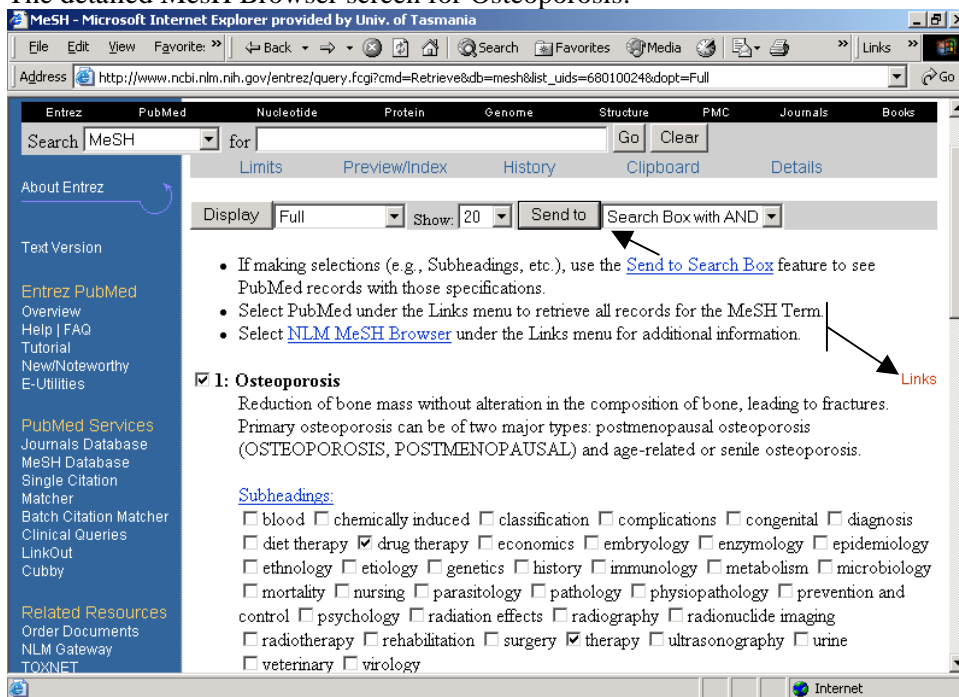 The detailed MeSH Browser screen for Osteoporosis:
MeSH - Microsoft Internet Explorer provided by Univ. of Tasmania
File Edit View Favorites » Back Search Favorites Media » Links »
Address http://www.ncbi.nlm.nih.gov/entrez/query.fcgi?cmd=Retrieve&db=mesh&list_uids=68010024&dopt=Full Go
Entrez PubMed Nucleotide Protein Genome Structure PMC Journals Books
Search MeSH for Go Clear
Limits Preview/Index History Clipboard Details
About Entrez
Display Full Show: 20 Send to Search Box with AND
Text Version
• If making selections (e.g., Subheadings, etc.), use the Send to Search Box feature to see
PubMed records with those specifications.
• Select PubMed under the Links menu to retrieve all records for the MeSH Term.
• Select NLM MeSH Browser under the Links menu for additional information.
Entrez PubMed
Overview
Help | FAQ
Tutorial
New/Noteworthy
E-Utilities
1: Osteoporosis Links
Reduction of bone mass without alteration in the composition of bone, leading to fractures.
Primary osteoporosis can be of two major types: postmenopausal osteoporosis
(OSTEOPOROSIS, POSTMENOPAUSAL) and age-related or senile osteoporosis.
PubMed Services
Journals Database
MeSH Database
Single Citation
Matcher
Batch Citation Matcher
Clinical Queries
LinkOut
Cubby
Subheadings:
blood chemically induced classification complications congenital diagnosis
diet therapy drug therapy economics embryology enzymology epidemiology
ethnology etiology genetics history immunology metabolism microbiology
mortality nursing parasitology pathology physiopathology prevention and
control psychology radiation effects radiography radionuclide imaging
radiotherapy rehabilitation surgery therapy ultrasonography urine
veterinary virology
Related Resources
Order Documents
NLM Gateway
TOXNET
Internet